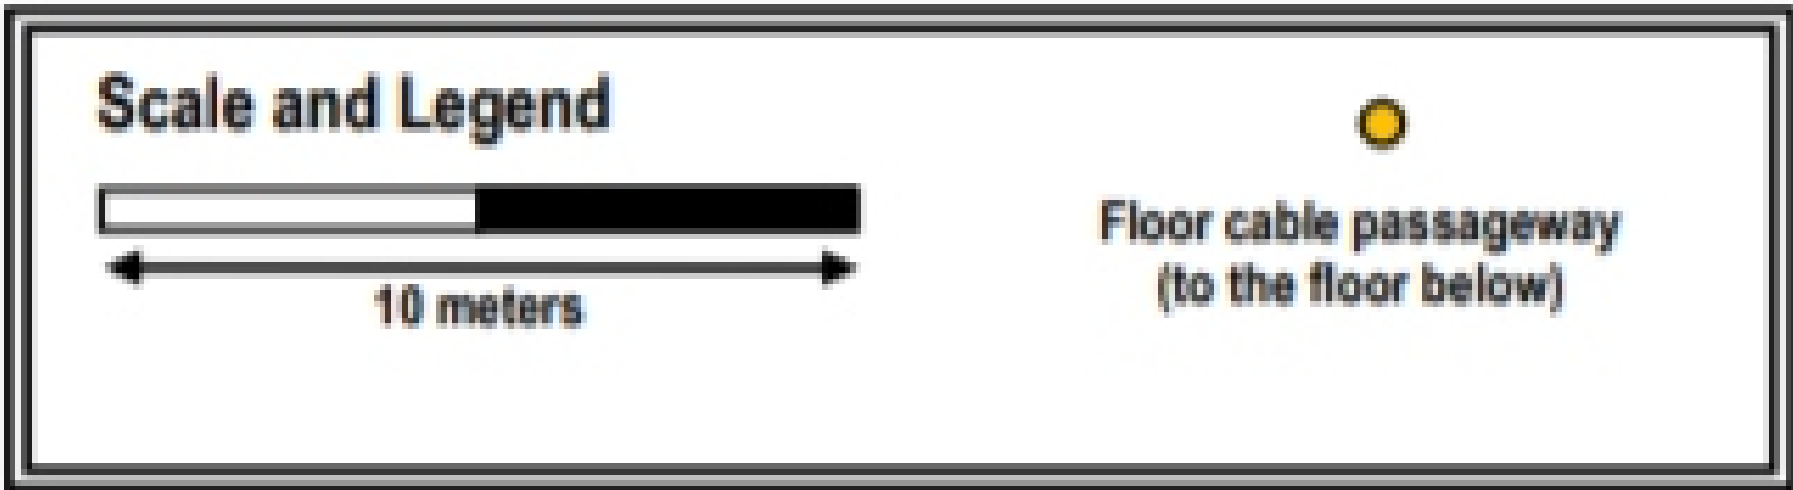 Scale and Legend
10 meters
Floor cable passageway
(to the floor below)